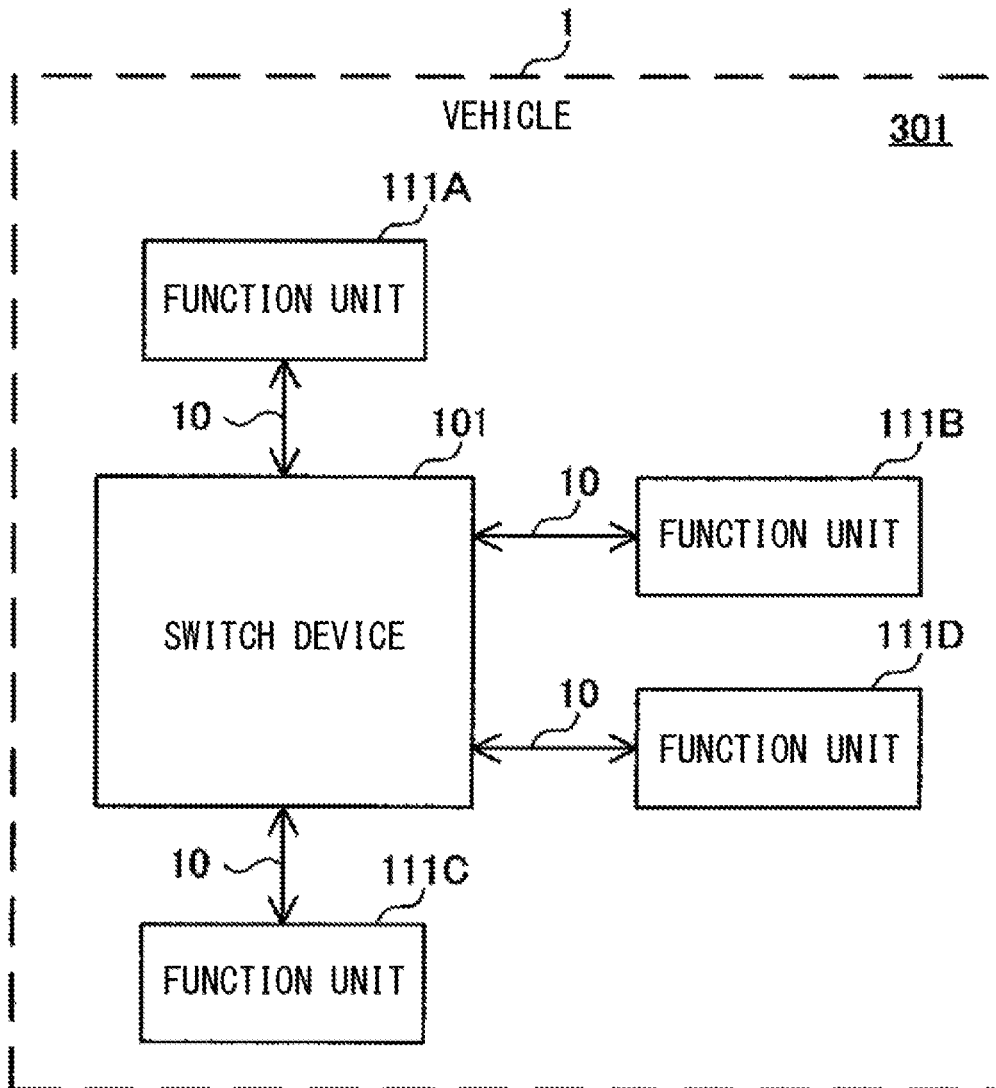 1
VEHICLE
301
111A
FUNCTION UNIT
10
101
111B
10
FUNCTION UNIT
SWITCH DEVICE
111D
10
FUNCTION UNIT
10
111C
FUNCTION UNIT